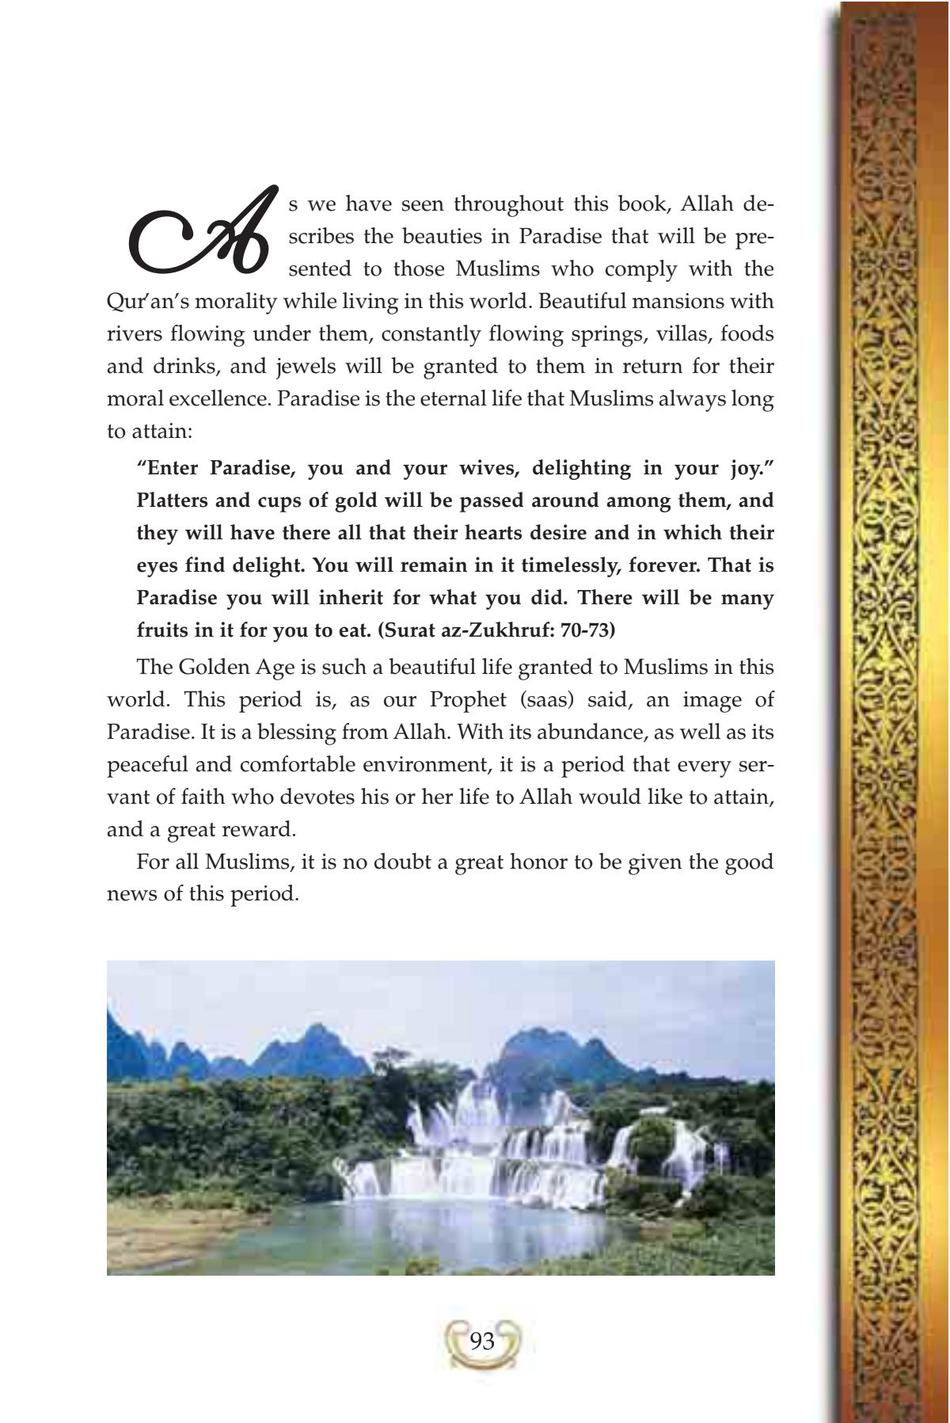 As we have seen throughout this book, Allah de-
scribes the beauties in Paradise that will be pre-
sented to those Muslims who comply with the
Qur'an's morality while living in this world. Beautiful mansions with
rivers flowing under them, constantly flowing springs, villas, foods
and drinks, and jewels will be granted to them in return for their
moral excellence. Paradise is the eternal life that Muslims always long
to attain:
“Enter Paradise, you and your wives, delighting in your joy.”
Platters and cups of gold will be passed around among them, and
they will have there all that their hearts desire and in which their
eyes find delight. You will remain in it timelessly, forever. That is
Paradise you will inherit for what you did. There will be many
fruits in it for you to eat. (Surat az-Zukhruf: 70-73)
The Golden Age is such a beautiful life granted to Muslims in this
world. This period is, as our Prophet (saas) said, an image of
Paradise. It is a blessing from Allah. With its abundance, as well as its
peaceful and comfortable environment, it is a period that every ser-
vant of faith who devotes his or her life to Allah would like to attain,
and a great reward.
For all Muslims, it is no doubt a great honor to be given the good
news of this period.
93